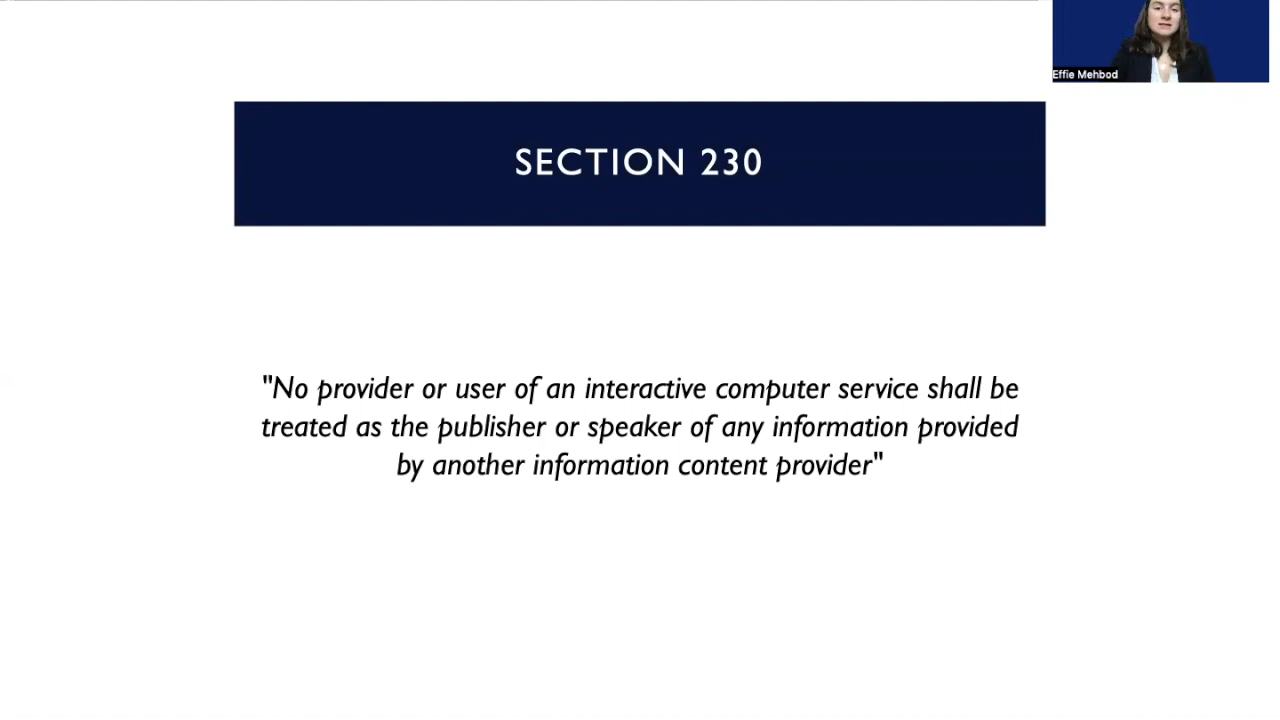 Effie Mehbod
SECTION 230
"No provider or user of an interactive computer service shall be
treated as the publisher or speaker of any information provided
by another information content provider"